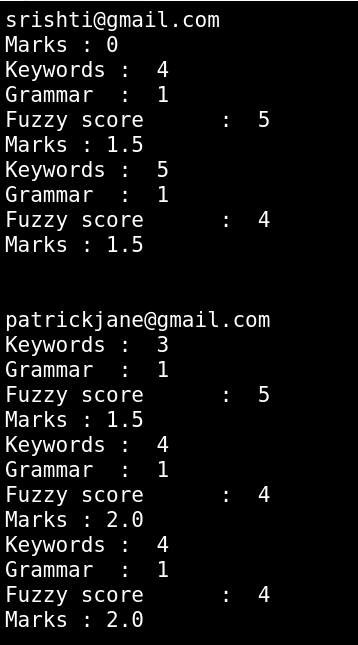 srishti@gmail.com
Marks : 0
Keywords :  4
Grammar  :  1
Fuzzy score      :  5
Marks : 1.5
Keywords :  5
Grammar  :  1
Fuzzy score      :  4
Marks : 1.5
patrickjane@gmail.com
Keywords :  3
Grammar  :  1
Fuzzy score      :  5
Marks : 1.5
Keywords :  4
Grammar  :  1
Fuzzy score      :  4
Marks : 2.0
Keywords :  4
Grammar  :  1
Fuzzy score      :  4
Marks : 2.0